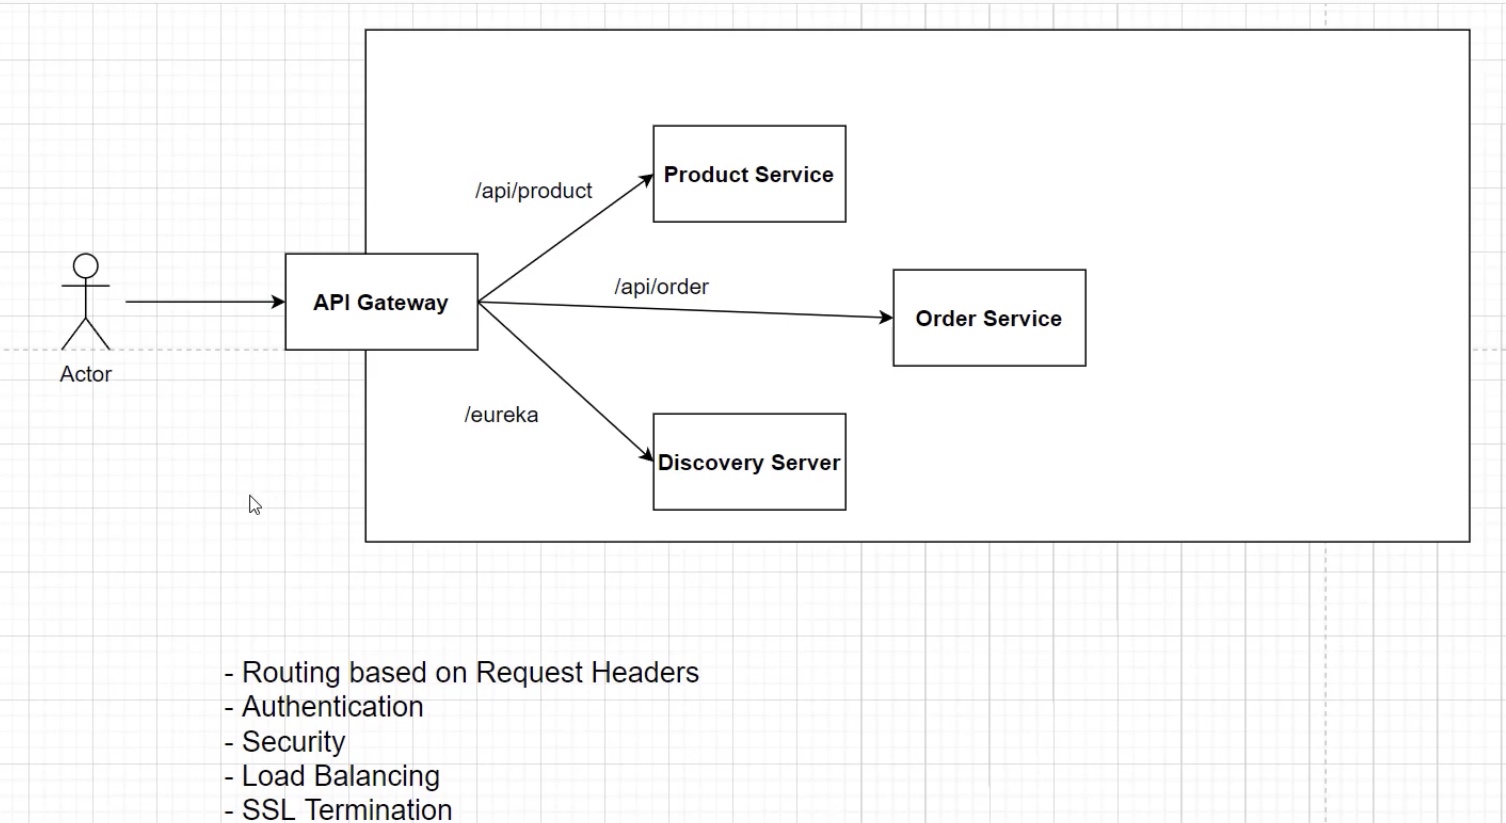 Product Service
/api/product
/api/order
API Gateway
Order Service
Actor
/eureka
Discovery Server
- Routing based on Request Headers
- Authentication
- Security
- Load Balancing
- SSL Termination